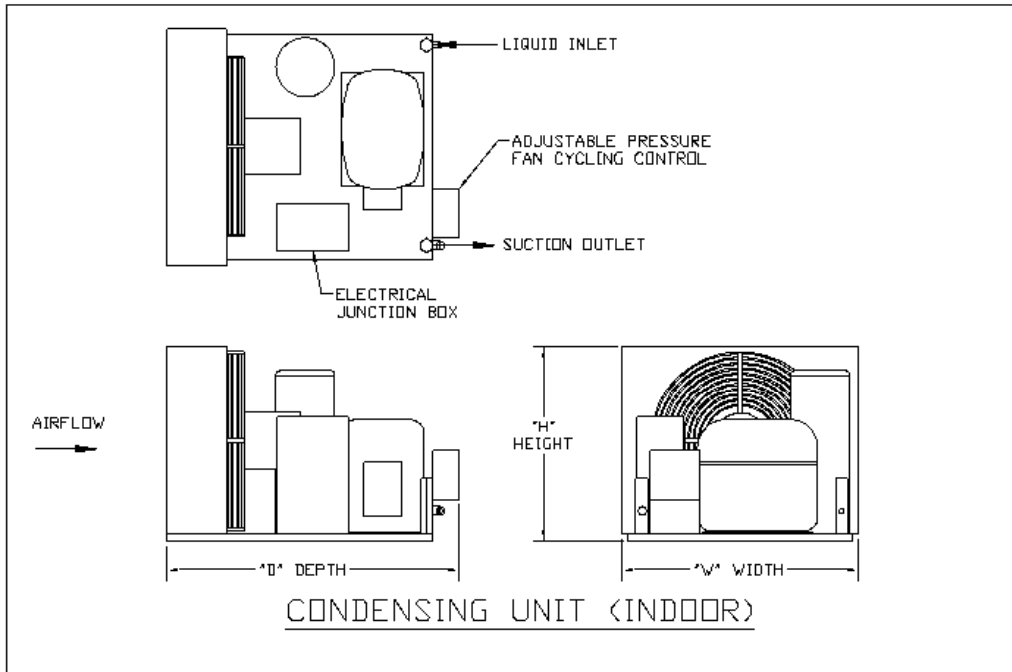 LIQUID INLET
ADJUSTABLE PRESSURE
FAN CYCLING CONTROL
SUCTION OUTLET
ELECTRICAL
JUNCTION BOX
AIRFLOW
"H"
HEIGHT
"D" DEPTH
"W" WIDTH
CONDENSING UNIT (INDOOR)